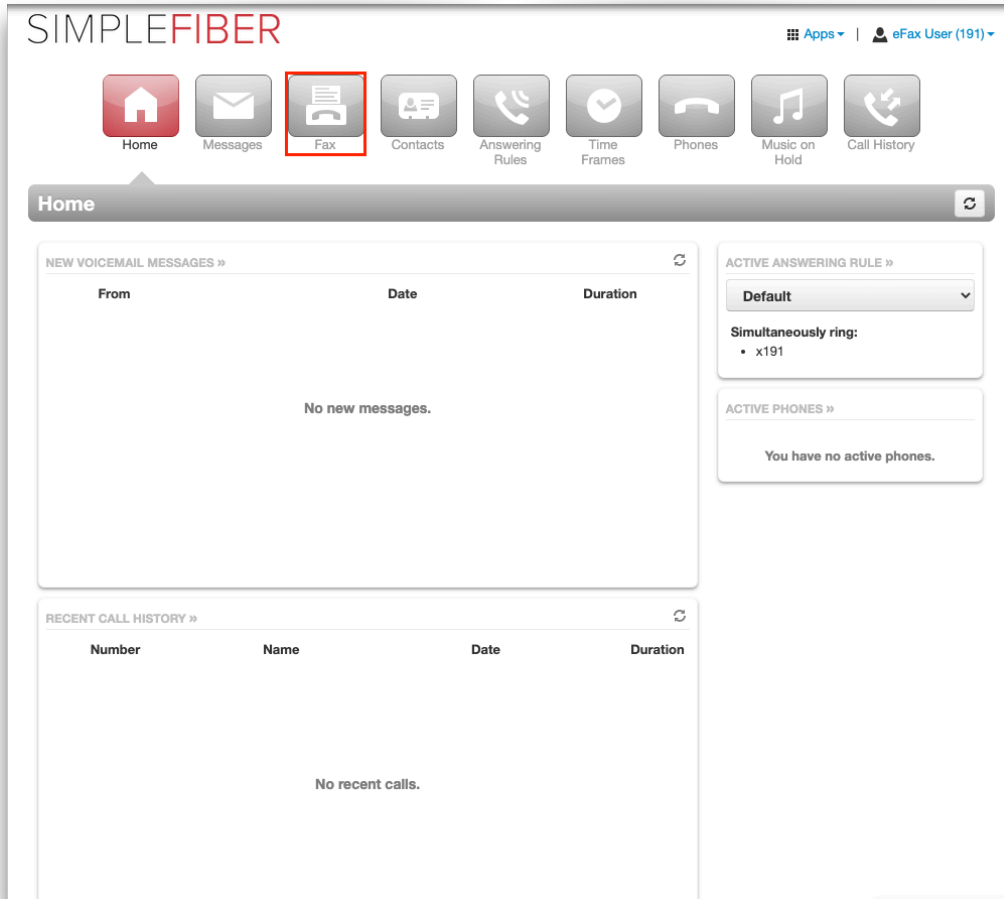 SIMPLEFIBER
Apps | eFax User (191)
Home Messages Fax Contacts Answering Rules Time Frames Phones Music on Hold Call History
Home
NEW VOICEMAIL MESSAGES »
From Date Duration
No new messages.
ACTIVE ANSWERING RULE »
Default
Simultaneously ring:
• x191
ACTIVE PHONES »
You have no active phones.
RECENT CALL HISTORY »
Number Name Date Duration
No recent calls.